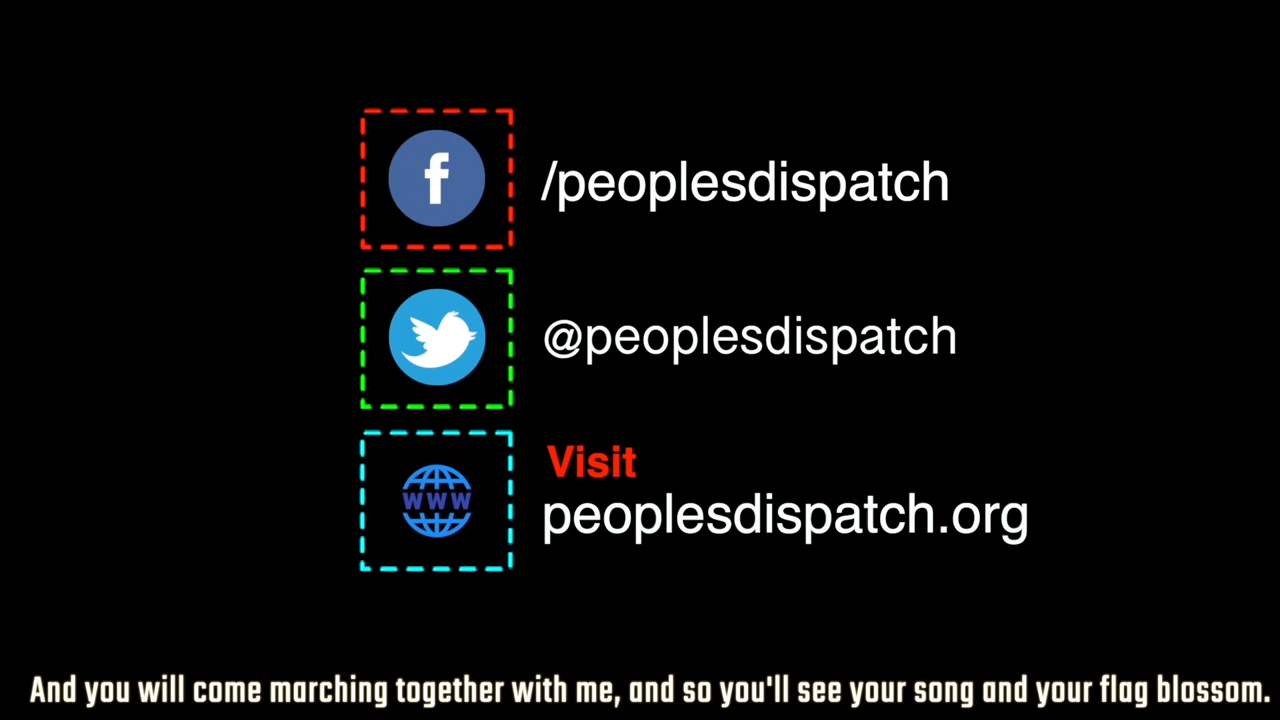 f
/peoplesdispatch
@peoplesdispatch
Visit
WWW
peoplesdispatch.org
And you will come marching together with me, and so you'll see your song and your flag blossom.